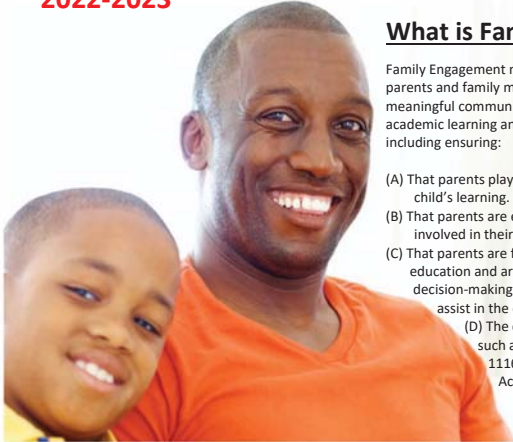 2022-2023
What is Far
Family Engagement r
parents and family m
meaningful commun
academic learning ar
including ensuring:
(A) That parents play
child's learning.
(B) That parents are e
involved in their
(C) That parents are f
education and ar
decision-making
assist in the
(D) The
such a
1116
Ac